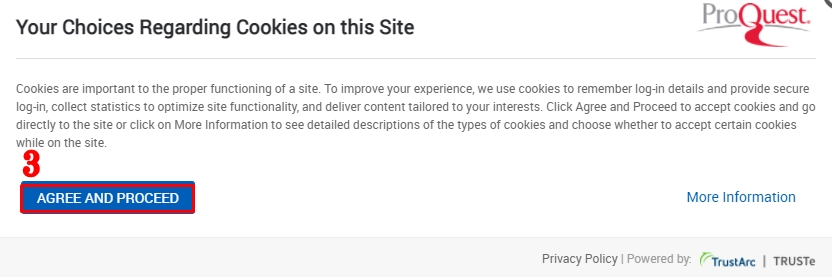 ProQuest.
Your Choices Regarding Cookies on this Site
Cookies are important to the proper functioning of a site. To improve your experience, we use cookies to remember log-in details and provide secure
log-in, collect statistics to optimize site functionality, and deliver content tailored to your interests. Click Agree and Proceed to accept cookies and go
directly to the site or click on More Information to see detailed descriptions of the types of cookies and choose whether to accept certain cookies
while on the site.
3
AGREE AND PROCEED
More Information
Privacy Policy | Powered by: TrustArc | TRUSTe